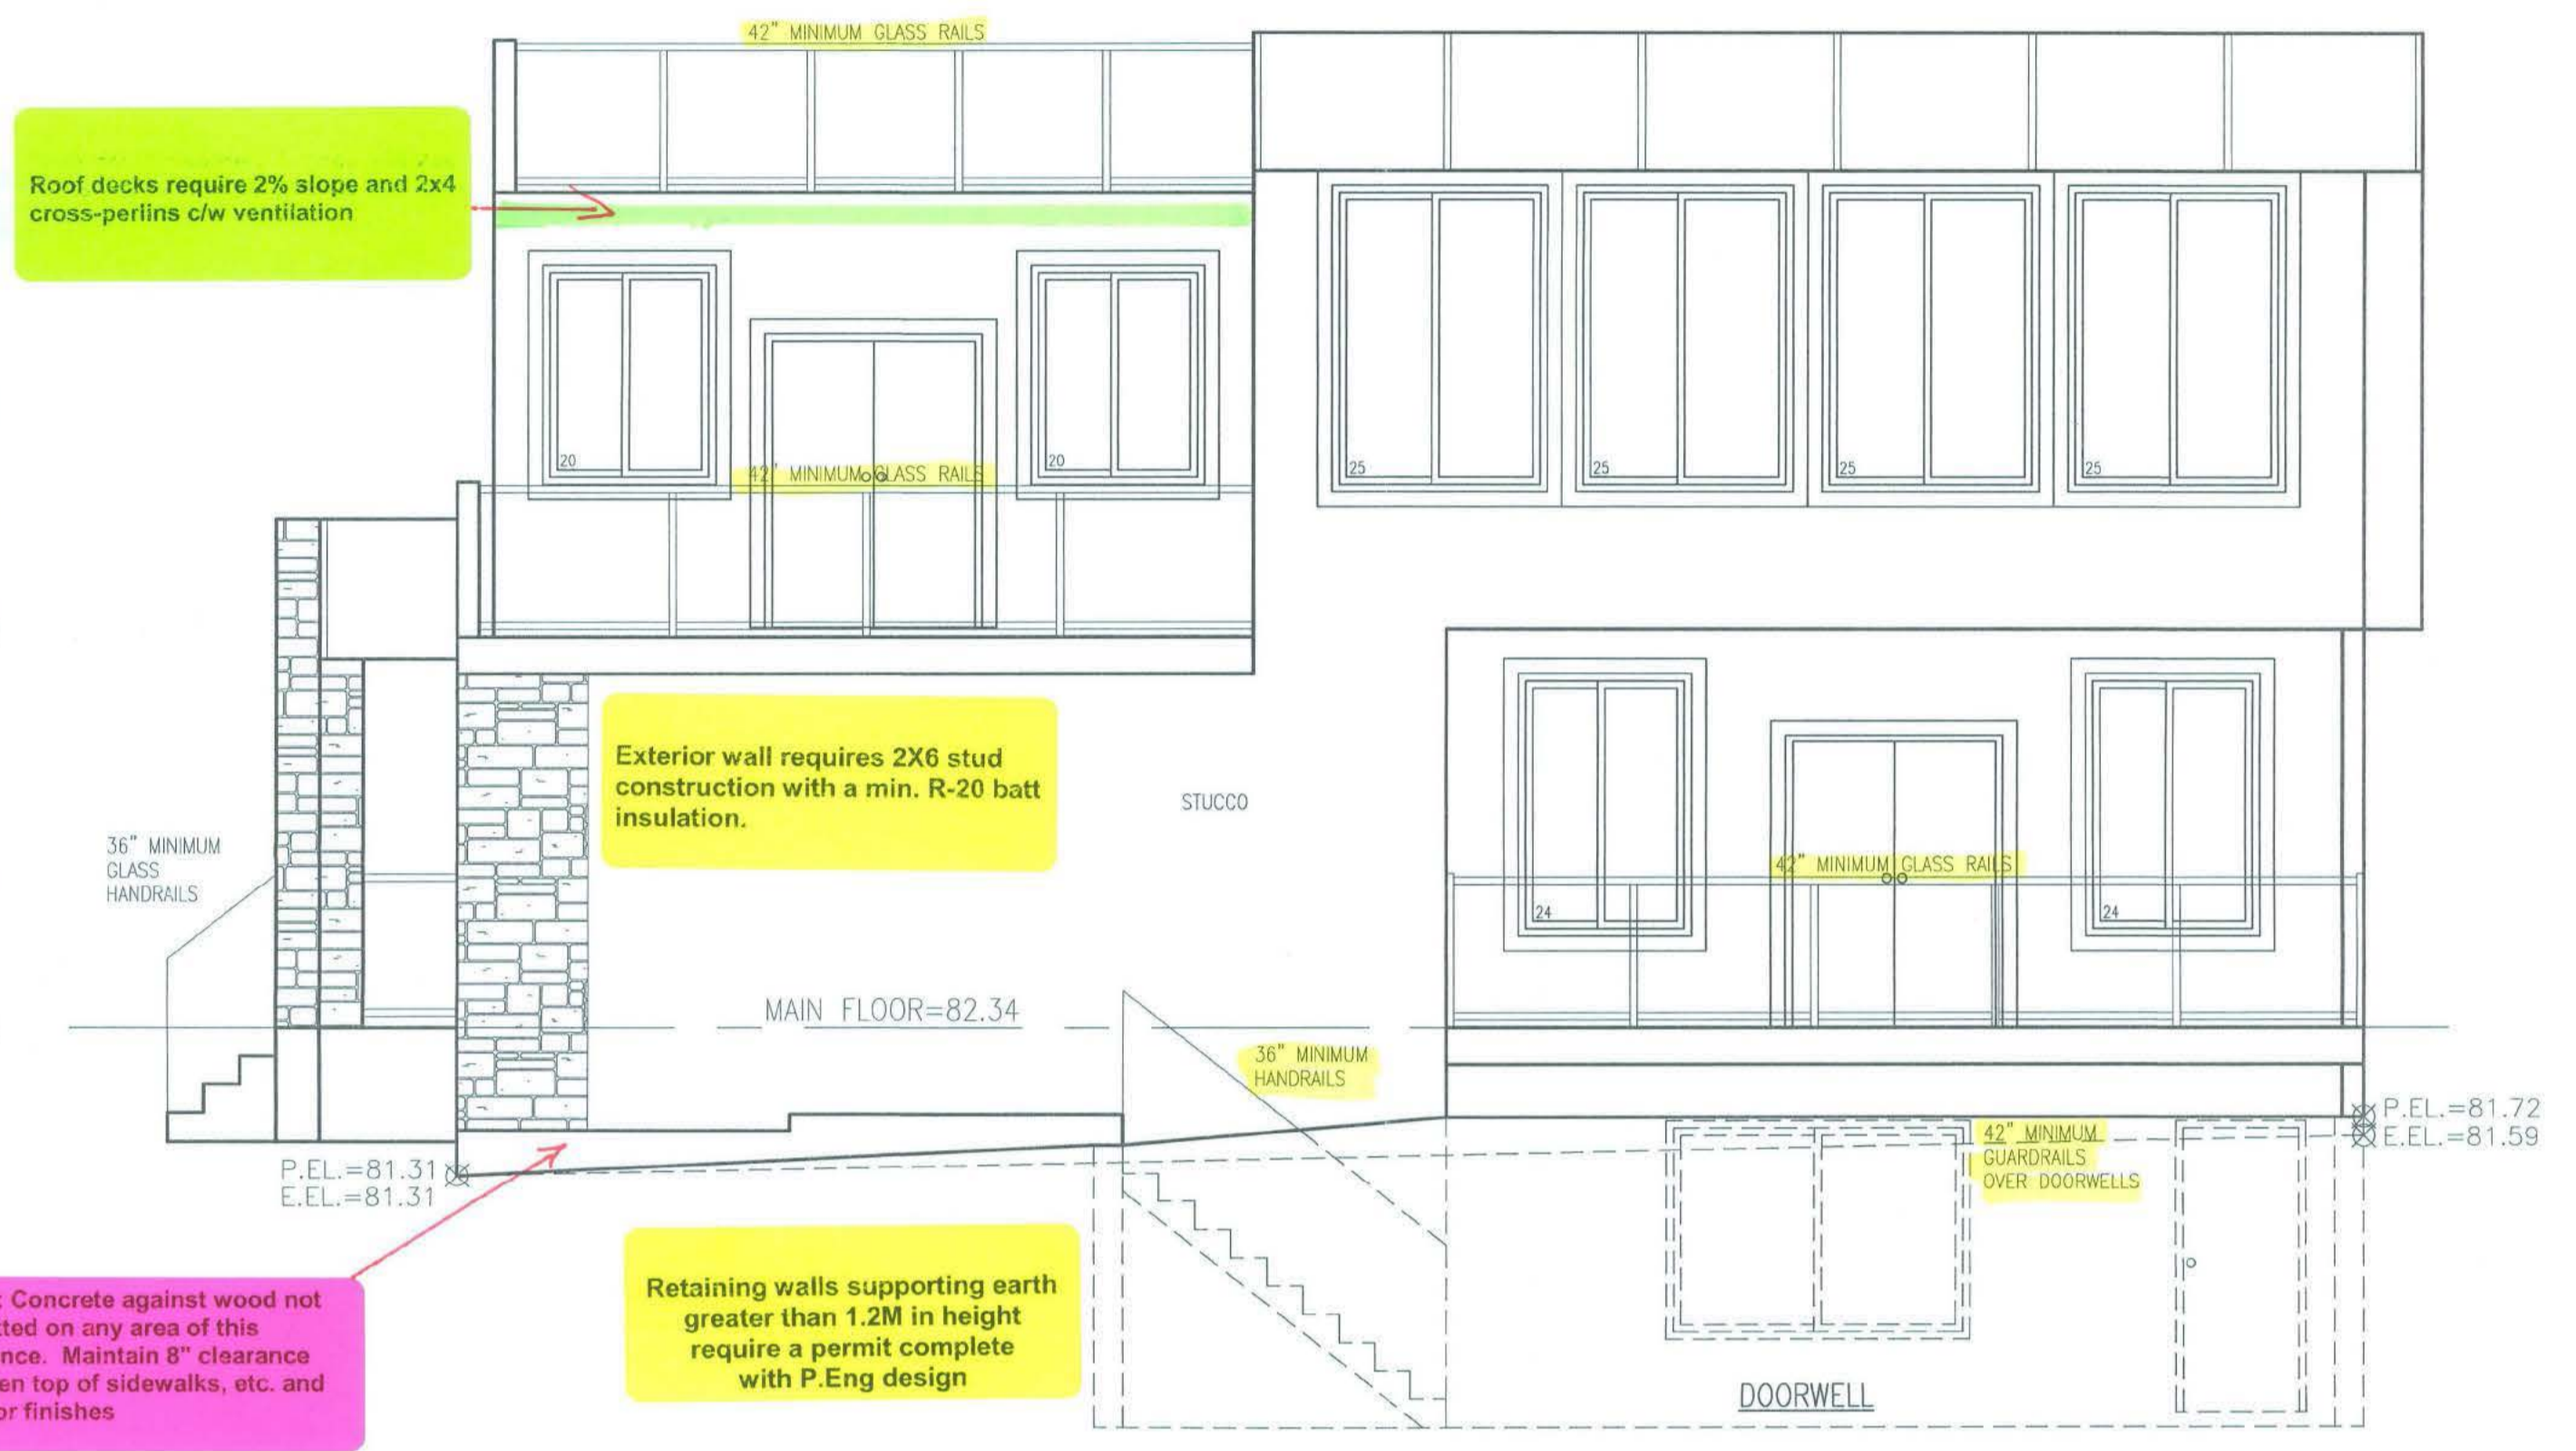 42" MINIMUM GLASS RAILS
Roof decks require 2% slope and 2x4
cross-perlins c/w ventilation
20
42" MINIMUM GLASS RAILS
20
25
25
25
25
Exterior wall requires 2X6 stud
construction with a min. R-20 batt
insulation.
STUCCO
36" MINIMUM
GLASS
HANDRAILS
42" MINIMUM GLASS RAILS
24
24
MAIN FLOOR=82.34
36" MINIMUM
HANDRAILS
P.EL.=81.72
E.EL.=81.59
42" MINIMUM
GUARDRAILS
OVER DOORWELLS
P.EL.=81.31
E.EL.=81.31
Concrete against wood not
on any area of this
Maintain 8" clearance
top of sidewalks, etc. and
finishes
Retaining walls supporting earth
greater than 1.2M in height
require a permit complete
with P.Eng design
DOORWELL